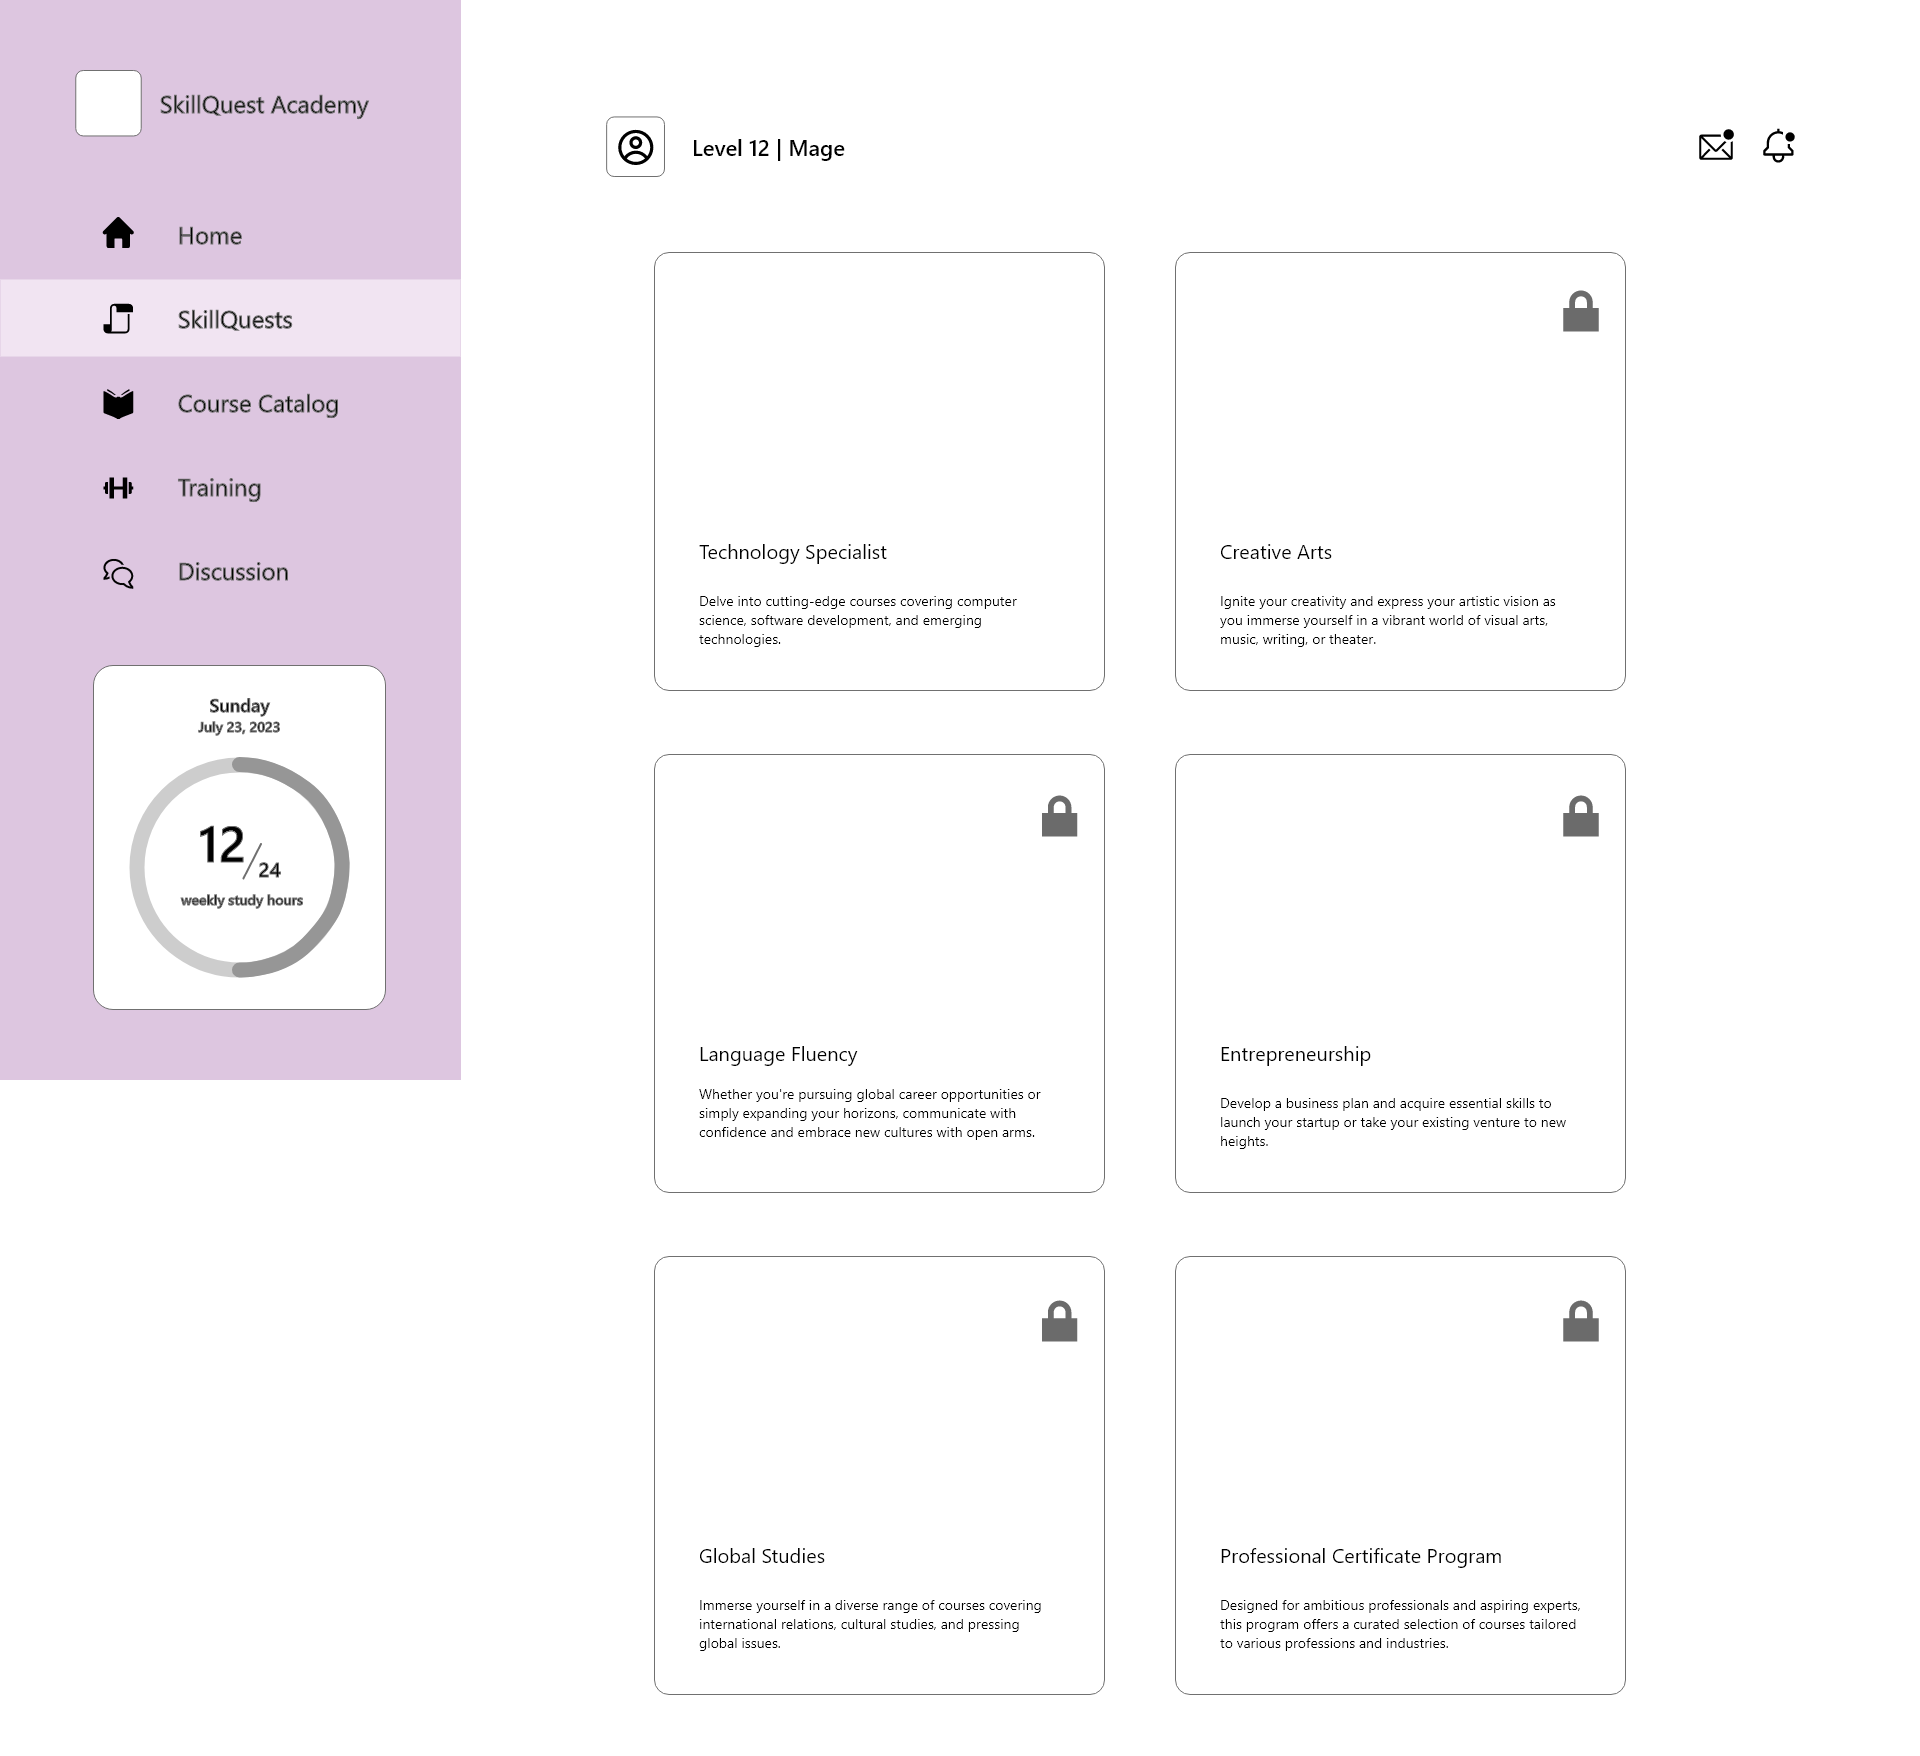 SkillQuest Academy
Home
SkillQuests
Course Catalog
Training
Discussion
Sunday
July 23, 2023
12/24
weekly study hours
Level 12 | Mage
Technology Specialist
Delve into cutting-edge courses covering computer
science, software development, and emerging
technologies.
Creative Arts
Ignite your creativity and express your artistic vision as
you immerse yourself in a vibrant world of visual arts,
music, writing, or theater.
Language Fluency
Whether you're pursuing global career opportunities or
simply expanding your horizons, communicate with
confidence and embrace new cultures with open arms.
Entrepreneurship
Develop a business plan and acquire essential skills to
launch your startup or take your existing venture to new
heights.
Global Studies
Immerse yourself in a diverse range of courses covering
international relations, cultural studies, and pressing
global issues.
Professional Certificate Program
Designed for ambitious professionals and aspiring experts,
this program offers a curated selection of courses tailored
to various professions and industries.